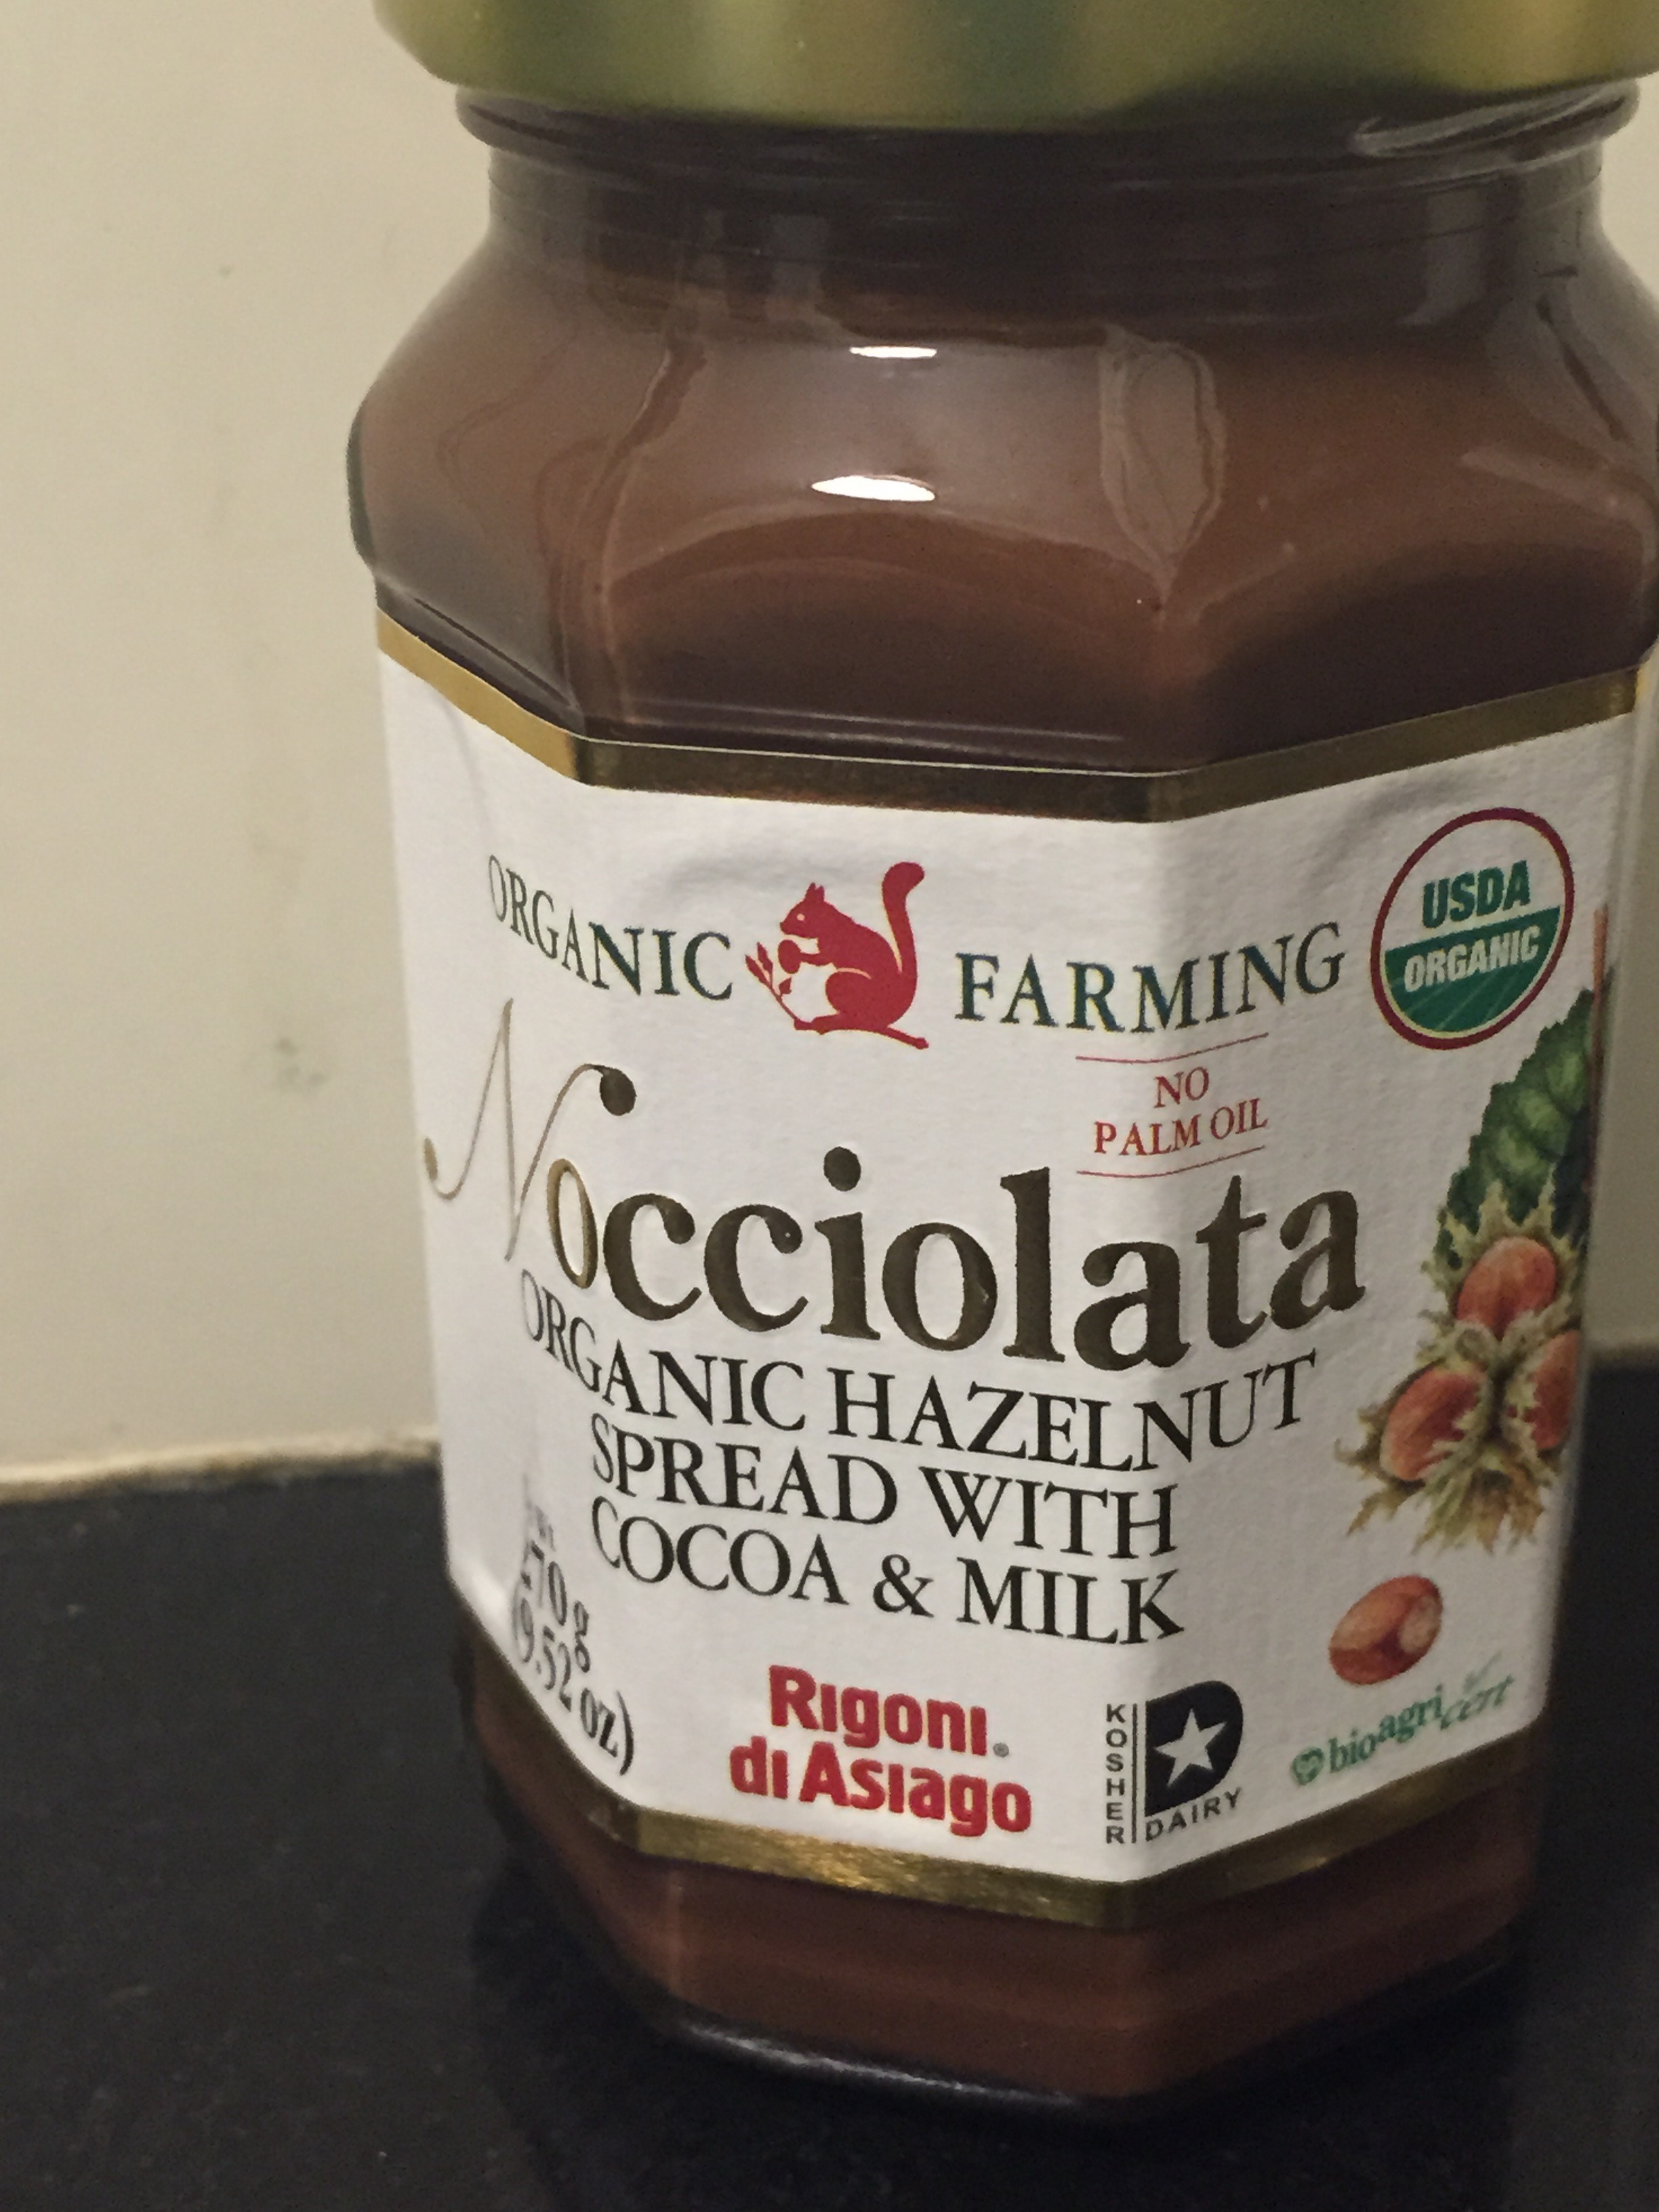 ORGANIC FARMING
USDA
ORGANIC
NO
PALM OIL
Nocciolata
ORGANIC HAZELNUT
SPREAD WITH
COCOA & MILK
270g
(9.52 oz)
Rigoni®
di Asiago
KOSHER
D
DAIRY
bioagricert